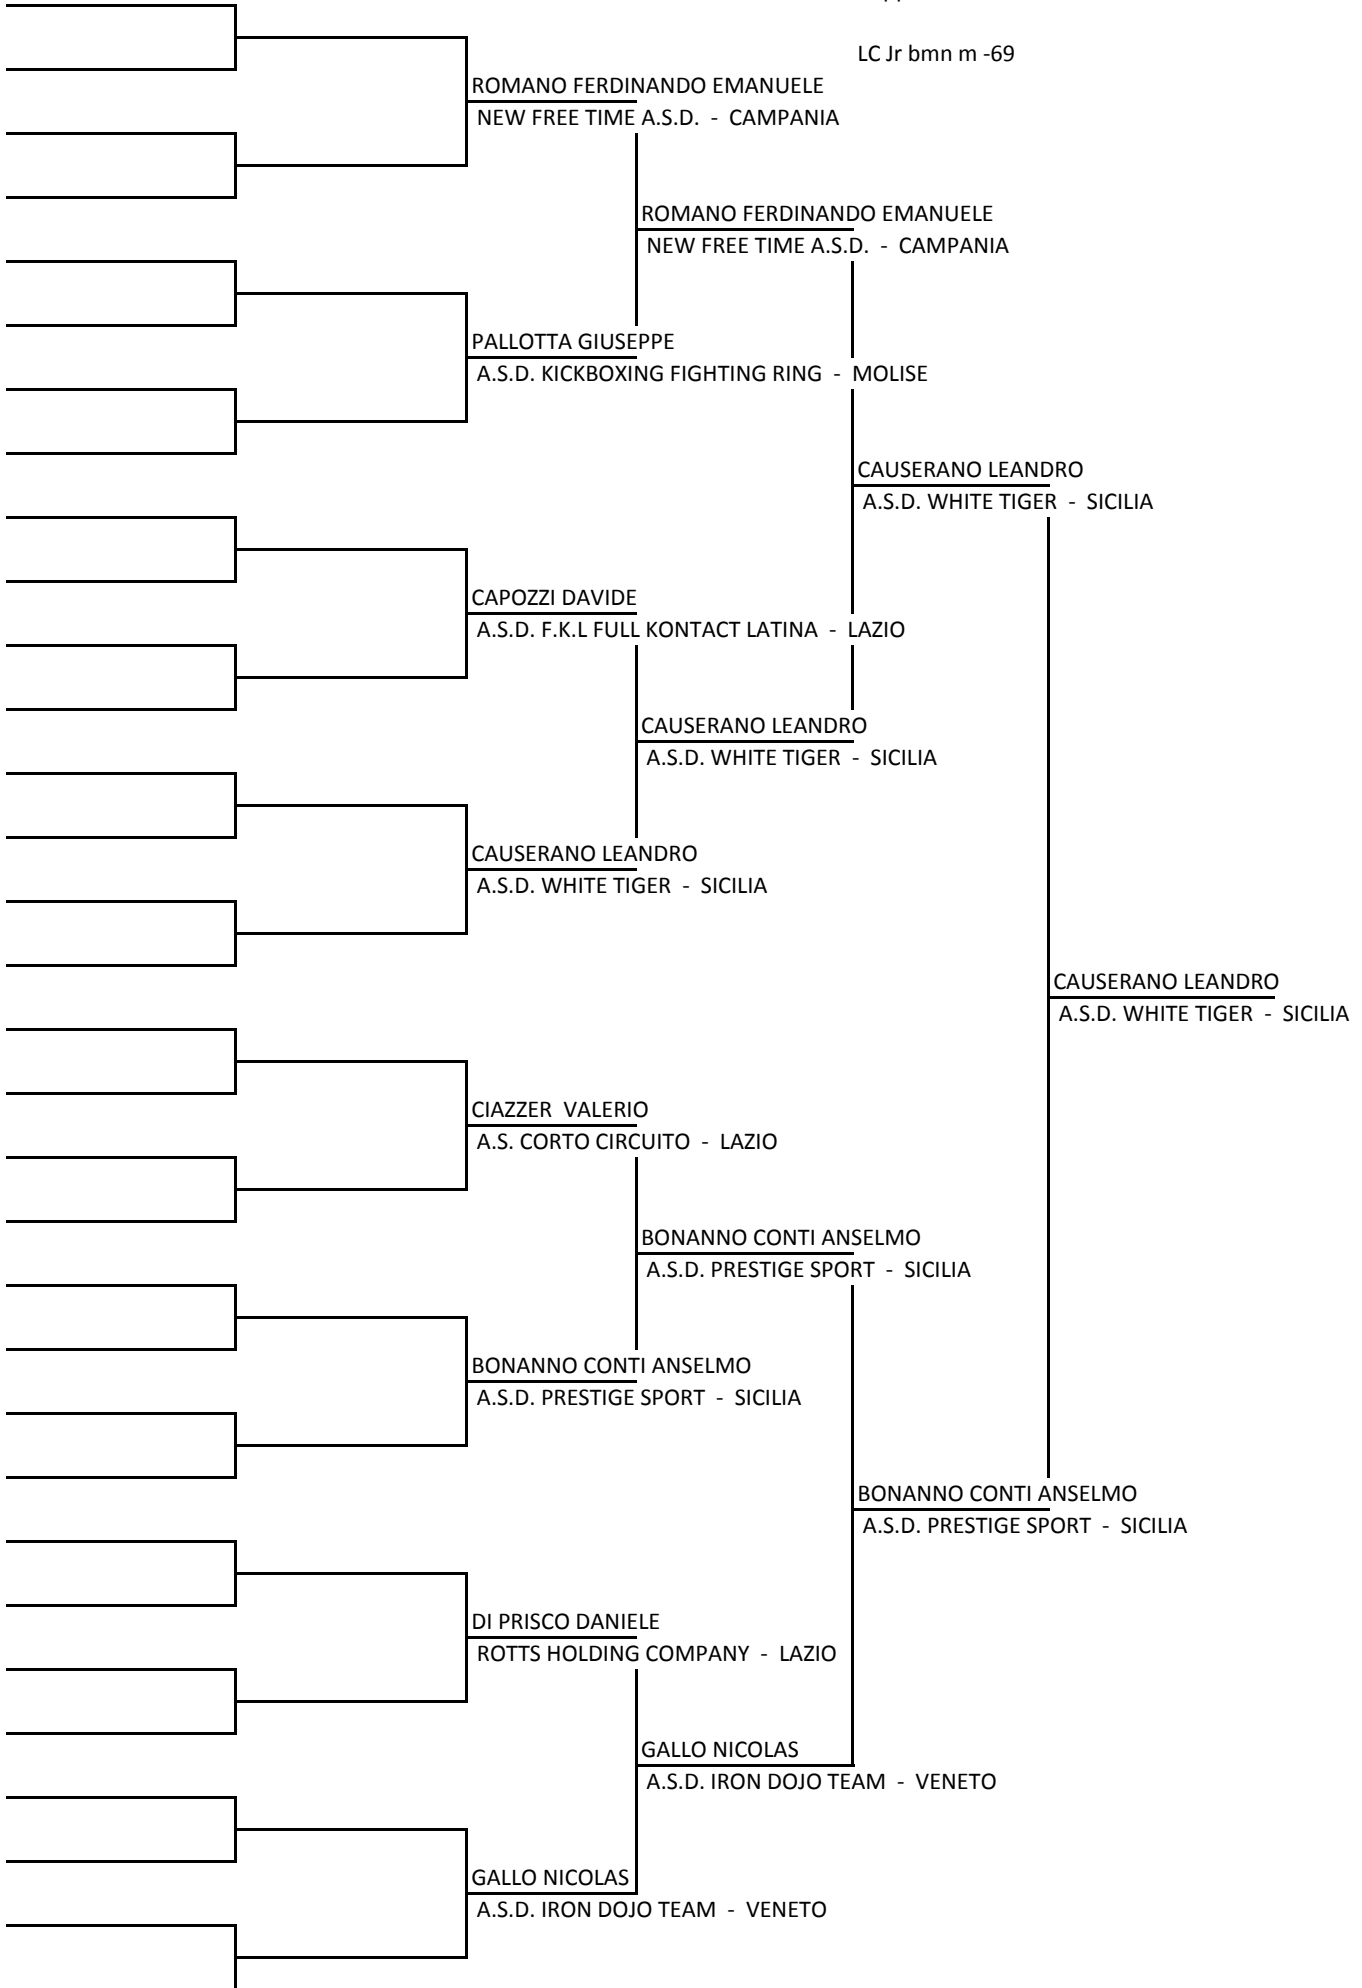 LC Jr bmn m -69
ROMANO FERDINANDO EMANUELE
NEW FREE TIME A.S.D. - CAMPANIA
ROMANO FERDINANDO EMANUELE
NEW FREE TIME A.S.D. - CAMPANIA
PALLOTTA GIUSEPPE
A.S.D. KICKBOXING FIGHTING RING - MOLISE
CAUSERANO LEANDRO
A.S.D. WHITE TIGER - SICILIA
CAPOZZI DAVIDE
A.S.D. F.K.L FULL KONTACT LATINA - LAZIO
CAUSERANO LEANDRO
A.S.D. WHITE TIGER - SICILIA
CAUSERANO LEANDRO
A.S.D. WHITE TIGER - SICILIA
CAUSERANO LEANDRO
A.S.D. WHITE TIGER - SICILIA
CIAZZER VALERIO
A.S. CORTO CIRCUITO - LAZIO
BONANNO CONTI ANSELMO
A.S.D. PRESTIGE SPORT - SICILIA
BONANNO CONTI ANSELMO
A.S.D. PRESTIGE SPORT - SICILIA
BONANNO CONTI ANSELMO
A.S.D. PRESTIGE SPORT - SICILIA
DI PRISCO DANIELE
ROTTS HOLDING COMPANY - LAZIO
GALLO NICOLAS
A.S.D. IRON DOJO TEAM - VENETO
GALLO NICOLAS
A.S.D. IRON DOJO TEAM - VENETO